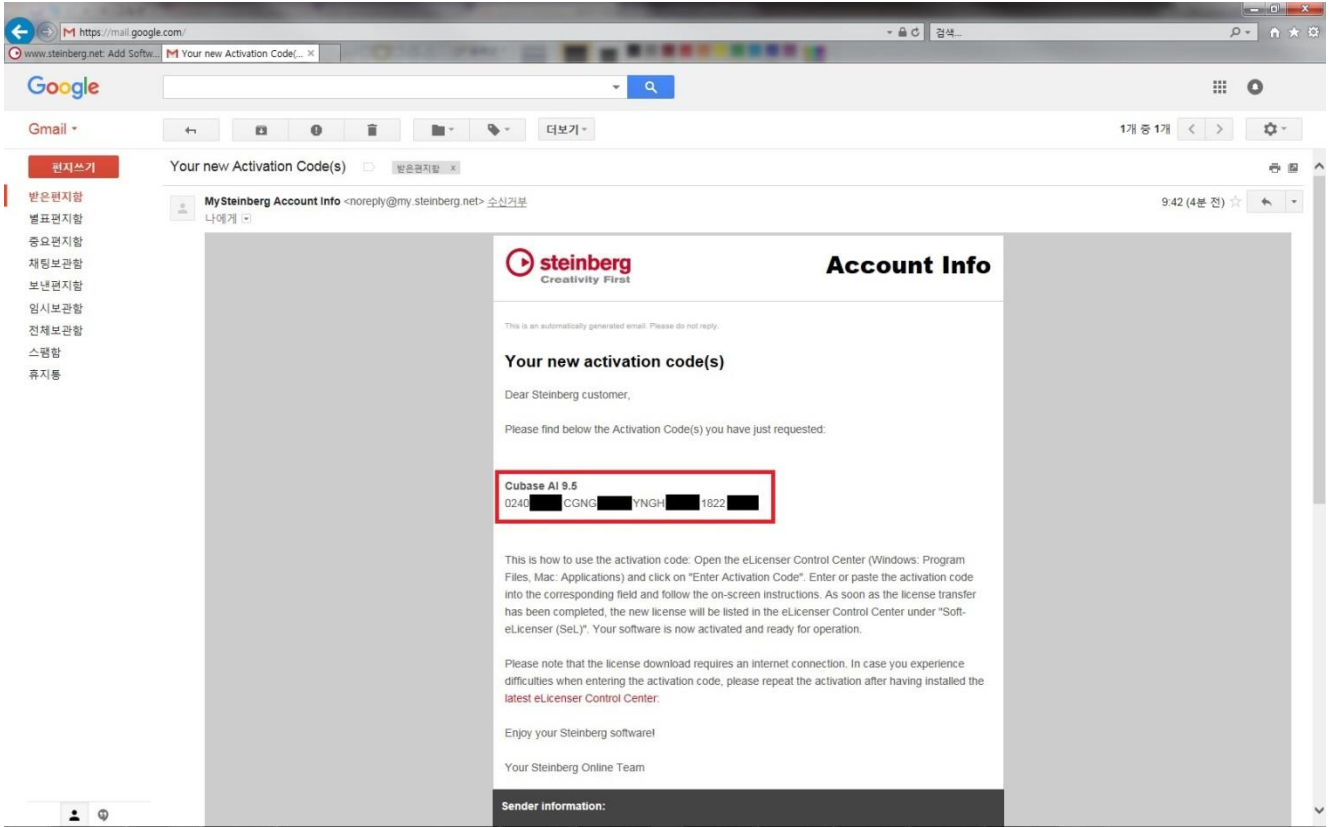 https://mail.google.com/
검색...
www.steinberg.net: Add Softw...
Your new Activation Code(...
Google
Gmail
더보기
1개 중 1개
편지쓰기
Your new Activation Code(s)
받은편지함 x
받은편지함
별표편지함
중요편지함
채팅보관함
보낸편지함
임시보관함
전체보관함
스팸함
휴지통
MySteinberg Account Info <noreply@my.steinberg.net> 수신거부
나에게
9:42 (4분 전)
steinberg
Creativity First
Account Info
This is an automatically generated email. Please do not reply.
Your new activation code(s)
Dear Steinberg customer,
Please find below the Activation Code(s) you have just requested:
Cubase AI 9.5
0240 CGNG YNGH 1822
This is how to use the activation code: Open the eLicenser Control Center (Windows: Program
Files, Mac: Applications) and click on "Enter Activation Code". Enter or paste the activation code
into the corresponding field and follow the on-screen instructions. As soon as the license transfer
has been completed, the new license will be listed in the eLicenser Control Center under "Soft-
eLicenser (SeL)". Your software is now activated and ready for operation.
Please note that the license download requires an internet connection. In case you experience
difficulties when entering the activation code, please repeat the activation after having installed the
latest eLicenser Control Center:
Enjoy your Steinberg software!
Your Steinberg Online Team
Sender information: